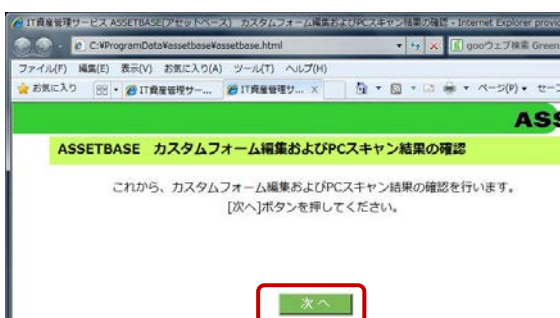 IT資産管理サービス ASSETBASE[アセットベース] カスタムフォーム編集およびPCスキャン結果の確認 - Internet Explorer provid
C:¥ProgramData¥assetbase¥assetbase.html
gooウェブ検索 Green
ファイル(F) 編集(E) 表示(V) お気に入り(A) ツール(T) ヘルプ(H)
お気に入り IT資産管理サー... IT資産管理サ... X ページ(P) セーフ
ASS
ASSETBASE カスタムフォーム編集およびPCスキャン結果の確認
これから、カスタムフォーム編集およびPCスキャン結果の確認を行います。
[次へ]ボタンを押してください。
次 へ